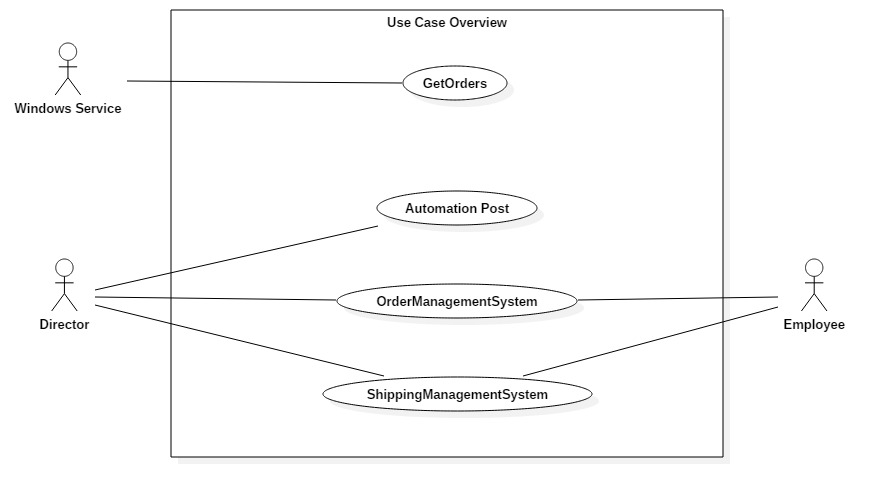 Use Case Overview
Windows Service
GetOrders
Automation Post
Director
OrderManagementSystem
Employee
ShippingManagementSystem